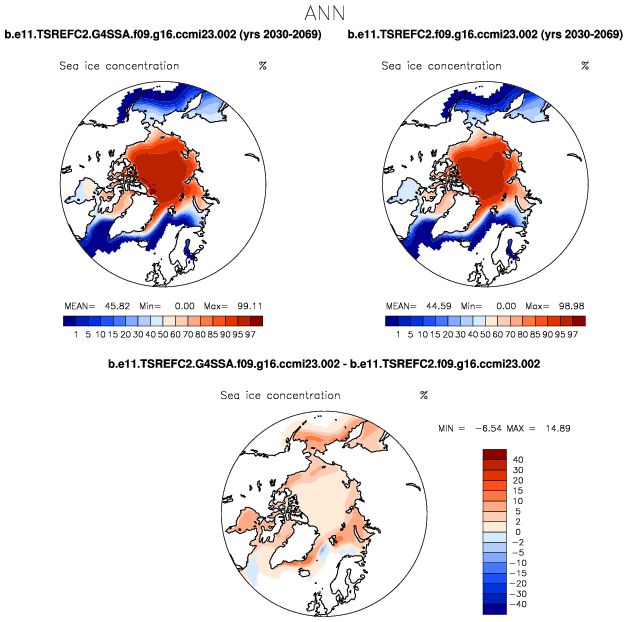 ANN
b.e11.TSREFC2.G4SSA.f09.g16.ccmi23.002 (yrs 2030-2069)
b.e11.TSREFC2.f09.g16.ccmi23.002 (yrs 2030-2069)
Sea ice concentration %
Sea ice concentration %
MEAN= 45.82 Min= 0.00 Max= 99.11
MEAN= 44.59 Min= 0.00 Max= 98.98
1 5 10 15 20 30 40 50 60 70 80 85 90 95 97
1 5 10 15 20 30 40 50 60 70 80 85 90 95 97
b.e11.TSREFC2.G4SSA.f09.g16.ccmi23.002 - b.e11.TSREFC2.f09.g16.ccmi23.002
Sea ice concentration %
MIN = -6.54 MAX = 14.89
40
30
20
15
10
5
2
0
-2
-5
-10
-15
-20
-30
-40